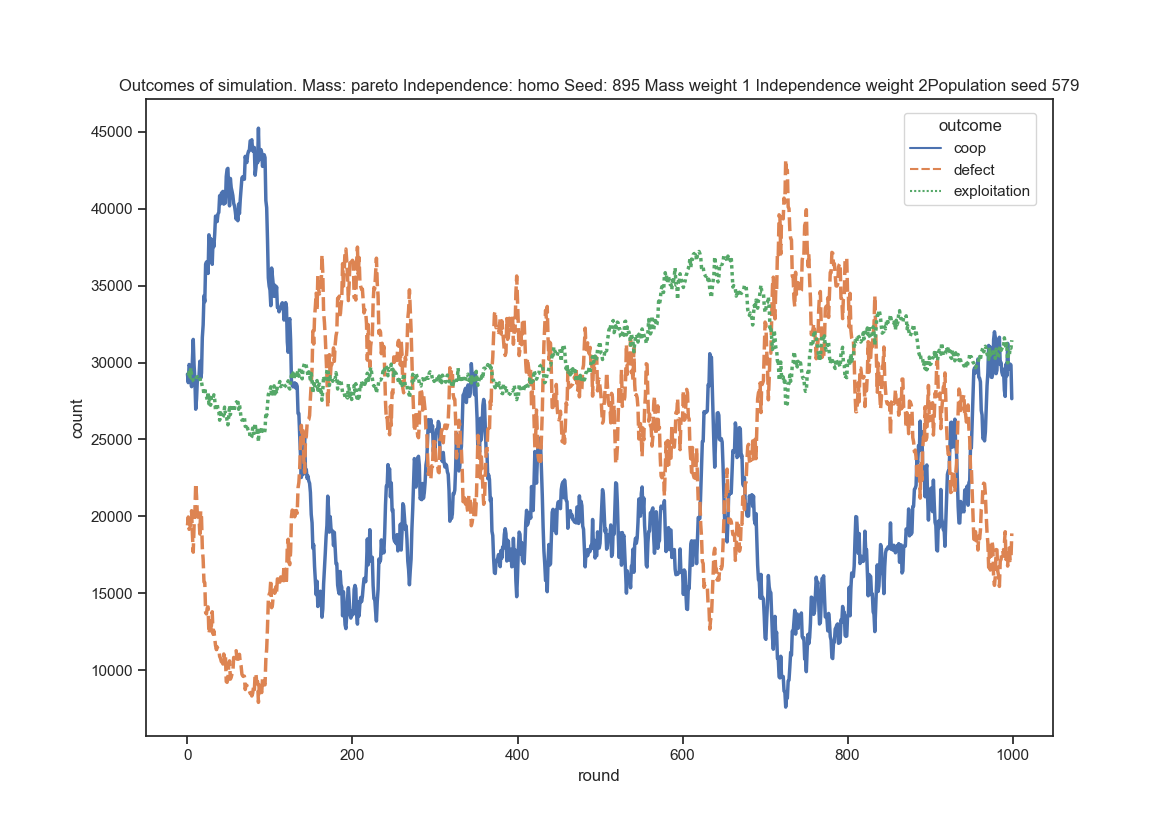 Outcomes of simulation. Mass: pareto Independence: homo Seed: 895 Mass weight 1 Independence weight 2Population seed 579
outcome
coop
defect
exploitation
45000
40000
35000
30000
25000
20000
15000
10000
count
0 200 400 600 800 1000
round